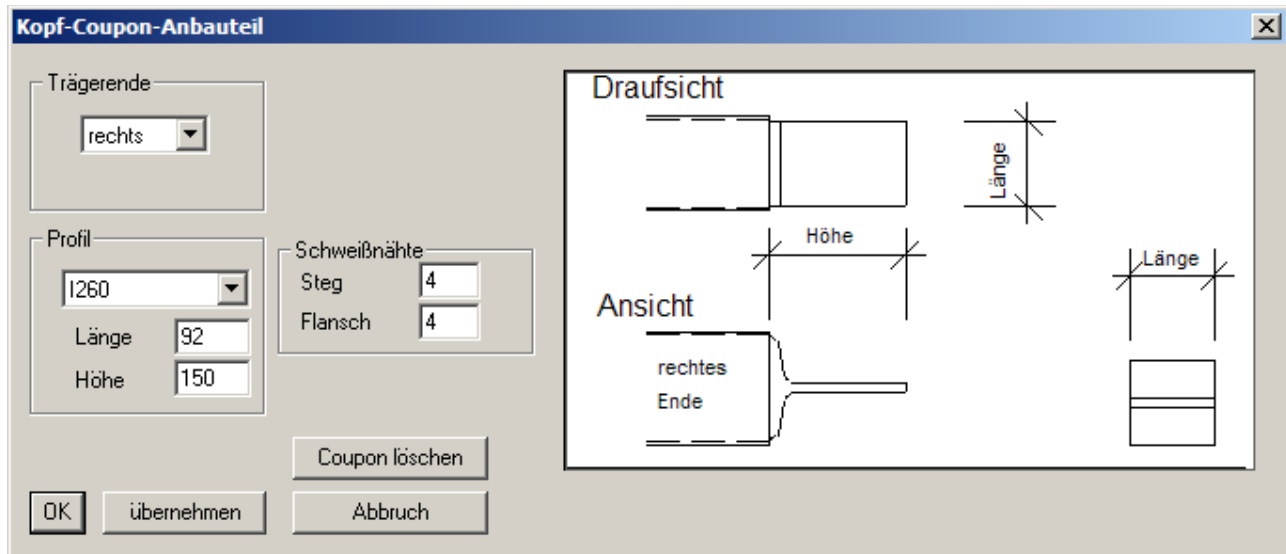 Kopf-Coupon-Anbauteil
Trägerende
rechts
Profil
I260
Länge 92
Höhe 150
Schweißnähte
Steg 4
Flansch 4
Coupon löschen
OK übernehmen Abbruch
Draufsicht
Länge
Höhe
Länge
Ansicht
rechtes
Ende